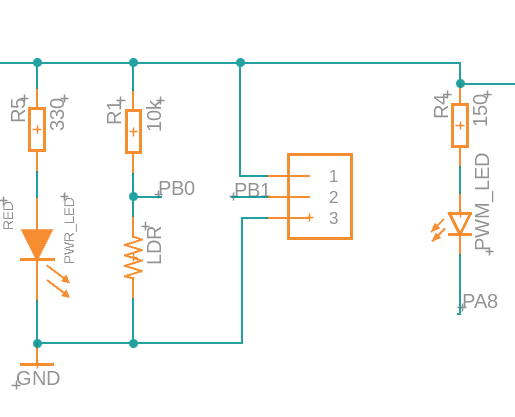 R5
330
R1
10k
R4
150
PB0
PB1
1
2
3
RED
PWR_LED
LDR
PWM_LED
PA8
GND